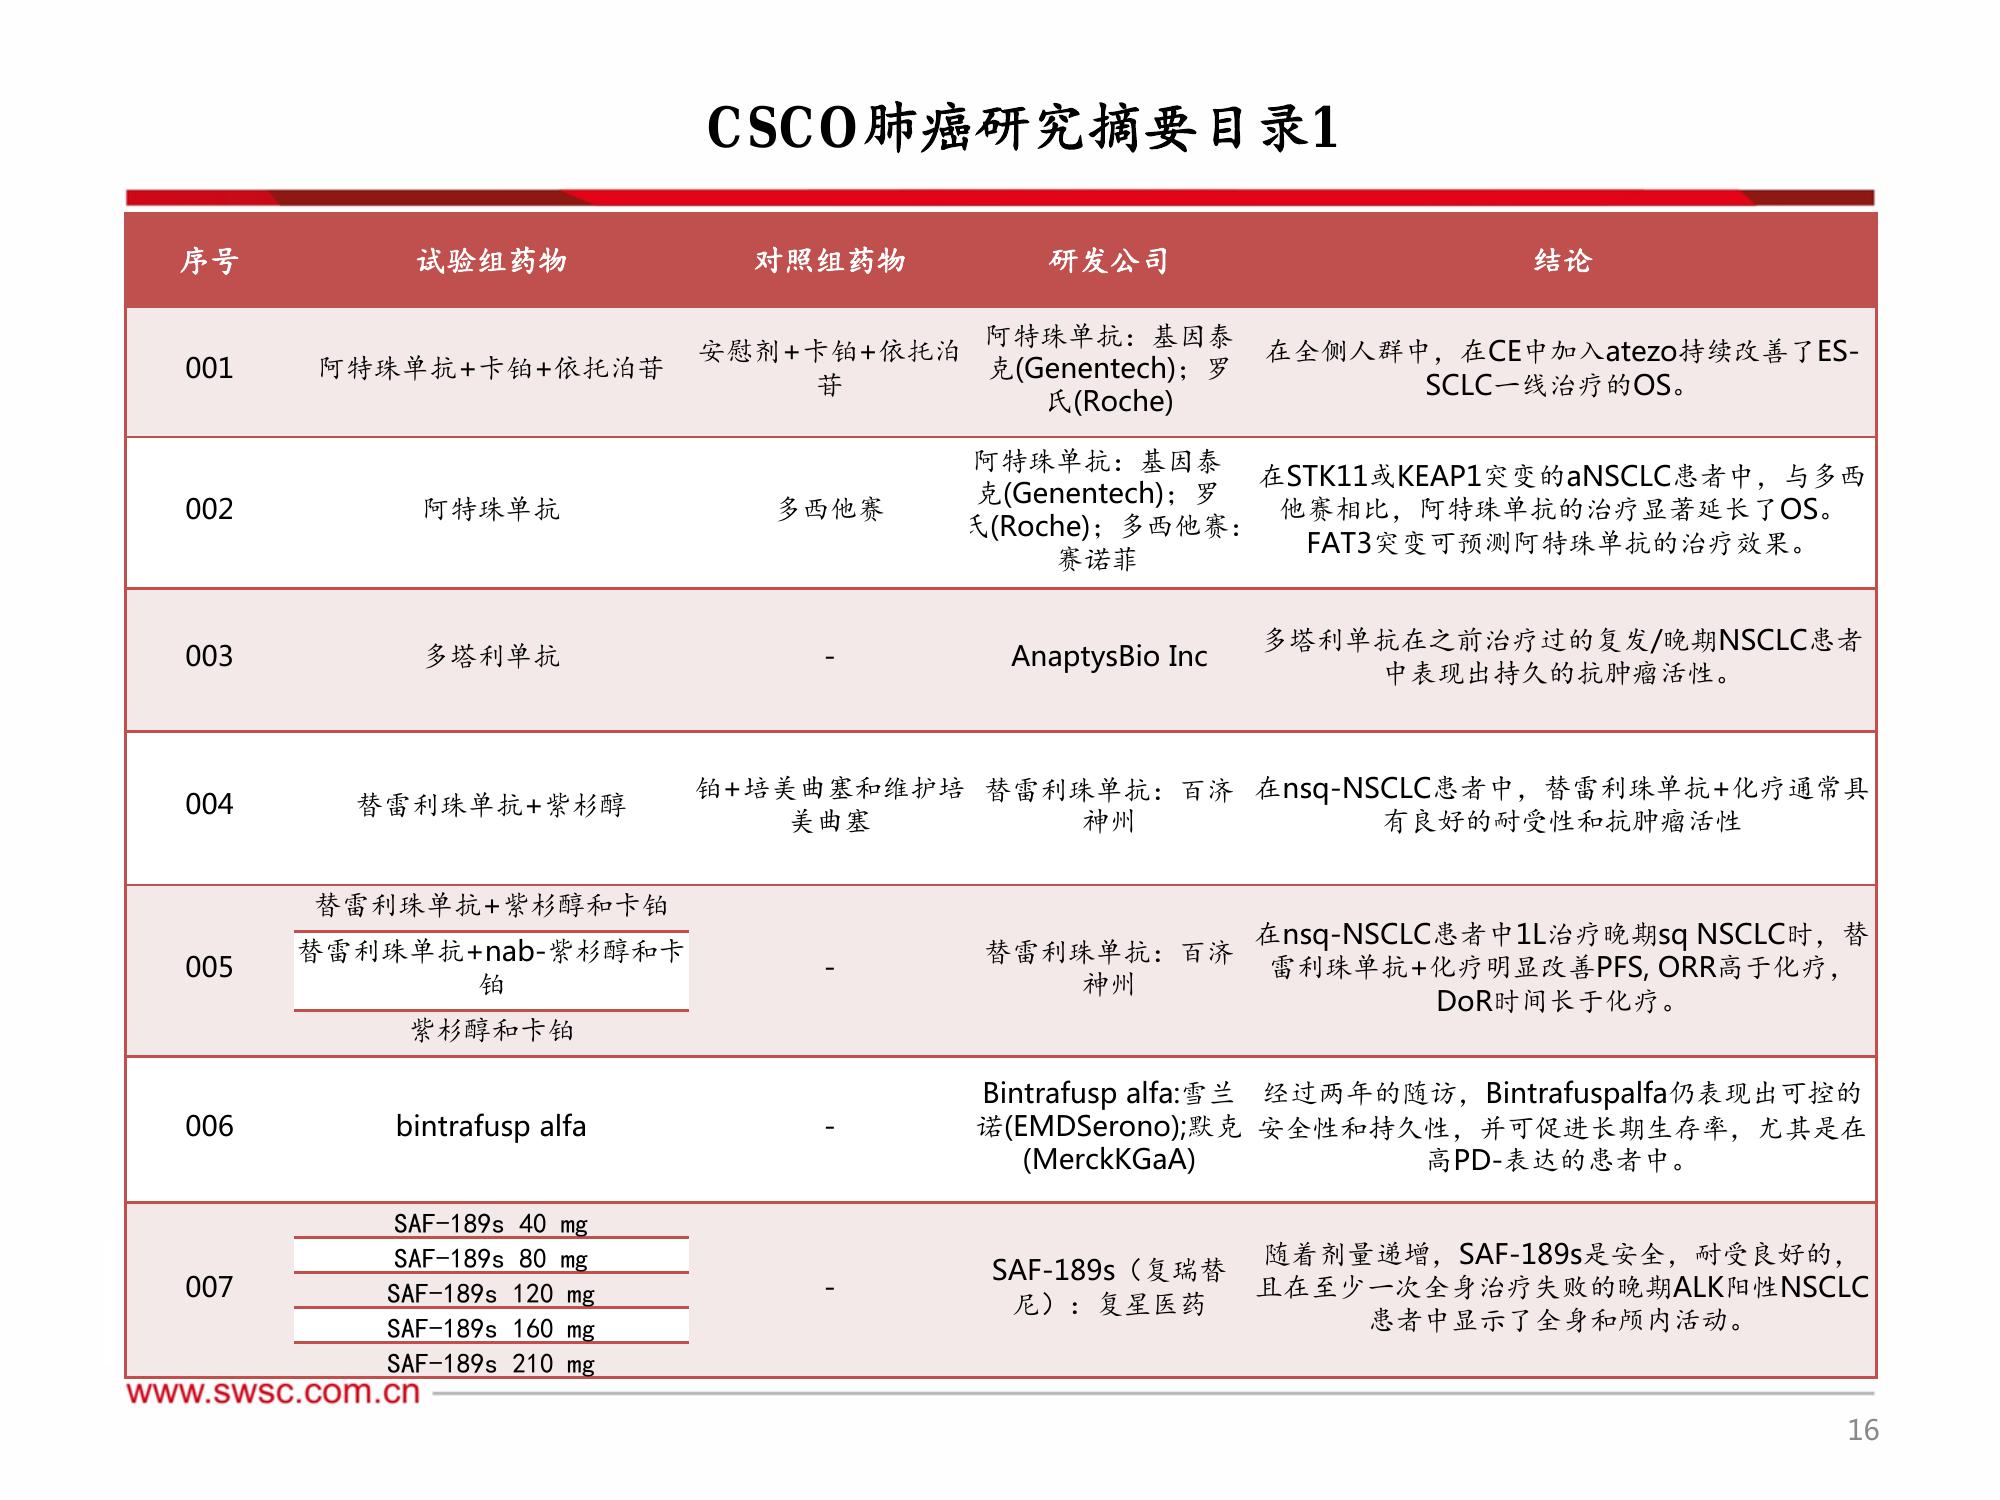 CSCO肺癌研究摘要目录1
序号 试验组药物 对照组药物 研发公司 结论
001
阿特珠单抗+卡铂+依托泊苷
安慰剂+卡铂+依托泊
苷
阿特珠单抗：基因泰
克(Genentech)；罗
氏(Roche)
在全侧人群中，在CE中加入atezo持续改善了ES-
SCLC一线治疗的OS。
002
阿特珠单抗
多西他赛
阿特珠单抗：基因泰
克(Genentech)；罗
氏(Roche)；多西他赛：
赛诺菲
在STK11或KEAP1突变的aNSCLC患者中，与多西
他赛相比，阿特珠单抗的治疗显著延长了OS。
FAT3突变可预测阿特珠单抗的治疗效果。
003
多塔利单抗
-
AnaptysBio Inc
多塔利单抗在之前治疗过的复发/晚期NSCLC患者
中表现出持久的抗肿瘤活性。
004
替雷利珠单抗+紫杉醇
铂+培美曲塞和维护培
美曲塞
替雷利珠单抗：百济
神州
在nsq-NSCLC患者中，替雷利珠单抗+化疗通常具
有良好的耐受性和抗肿瘤活性
005
替雷利珠单抗+紫杉醇和卡铂
替雷利珠单抗+nab-紫杉醇和卡
铂
紫杉醇和卡铂
-
替雷利珠单抗：百济
神州
在nsq-NSCLC患者中1L治疗晚期sq NSCLC时，替
雷利珠单抗+化疗明显改善PFS, ORR高于化疗，
DoR时间长于化疗。
006
bintrafusp alfa
-
Bintrafusp alfa:雪兰
诺(EMDSerono);默克
(MerckKGaA)
经过两年的随访，Bintrafuspalfa仍表现出可控的
安全性和持久性，并可促进长期生存率，尤其是在
高PD-表达的患者中。
007
SAF-189s 40 mg
SAF-189s 80 mg
SAF-189s 120 mg
SAF-189s 160 mg
SAF-189s 210 mg
-
SAF-189s（复瑞替
尼）：复星医药
随着剂量递增，SAF-189s是安全，耐受良好的，
且在至少一次全身治疗失败的晚期ALK阳性NSCLC
患者中显示了全身和颅内活动。
www.swsc.com.cn
16